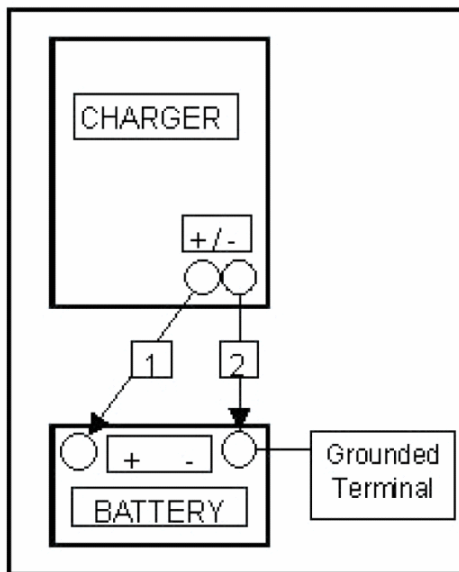 CHARGER
+/-
1
2
+ -
Grounded
Terminal
BATTERY